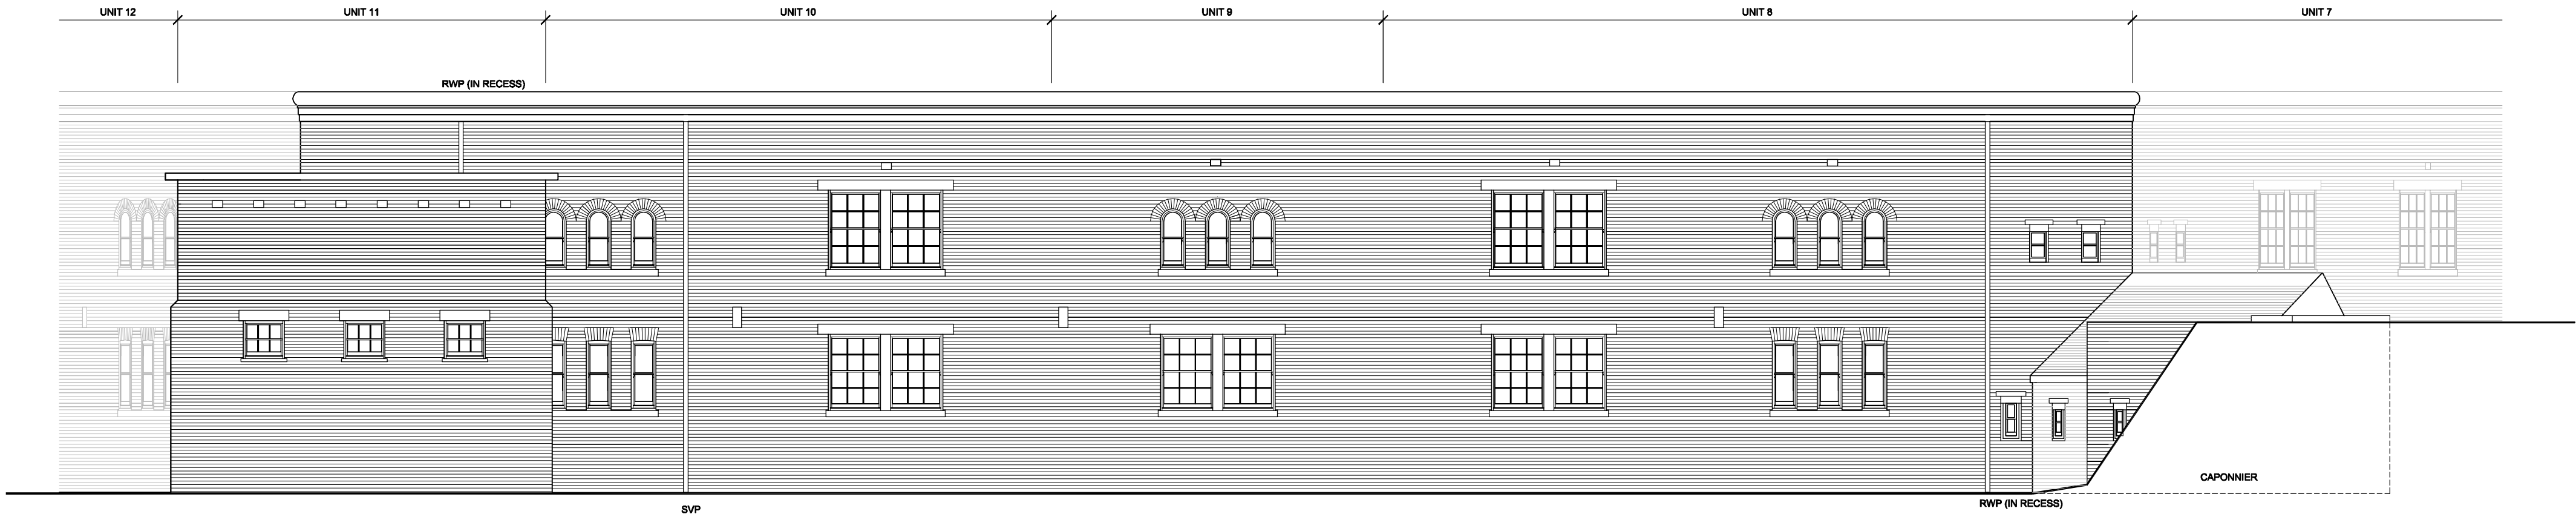 UNIT 12
UNIT 11
UNIT 10
UNIT 9
UNIT 8
UNIT 7
RWP (IN RECESS)
CAPONNIER
RWP (IN RECESS)
SVP